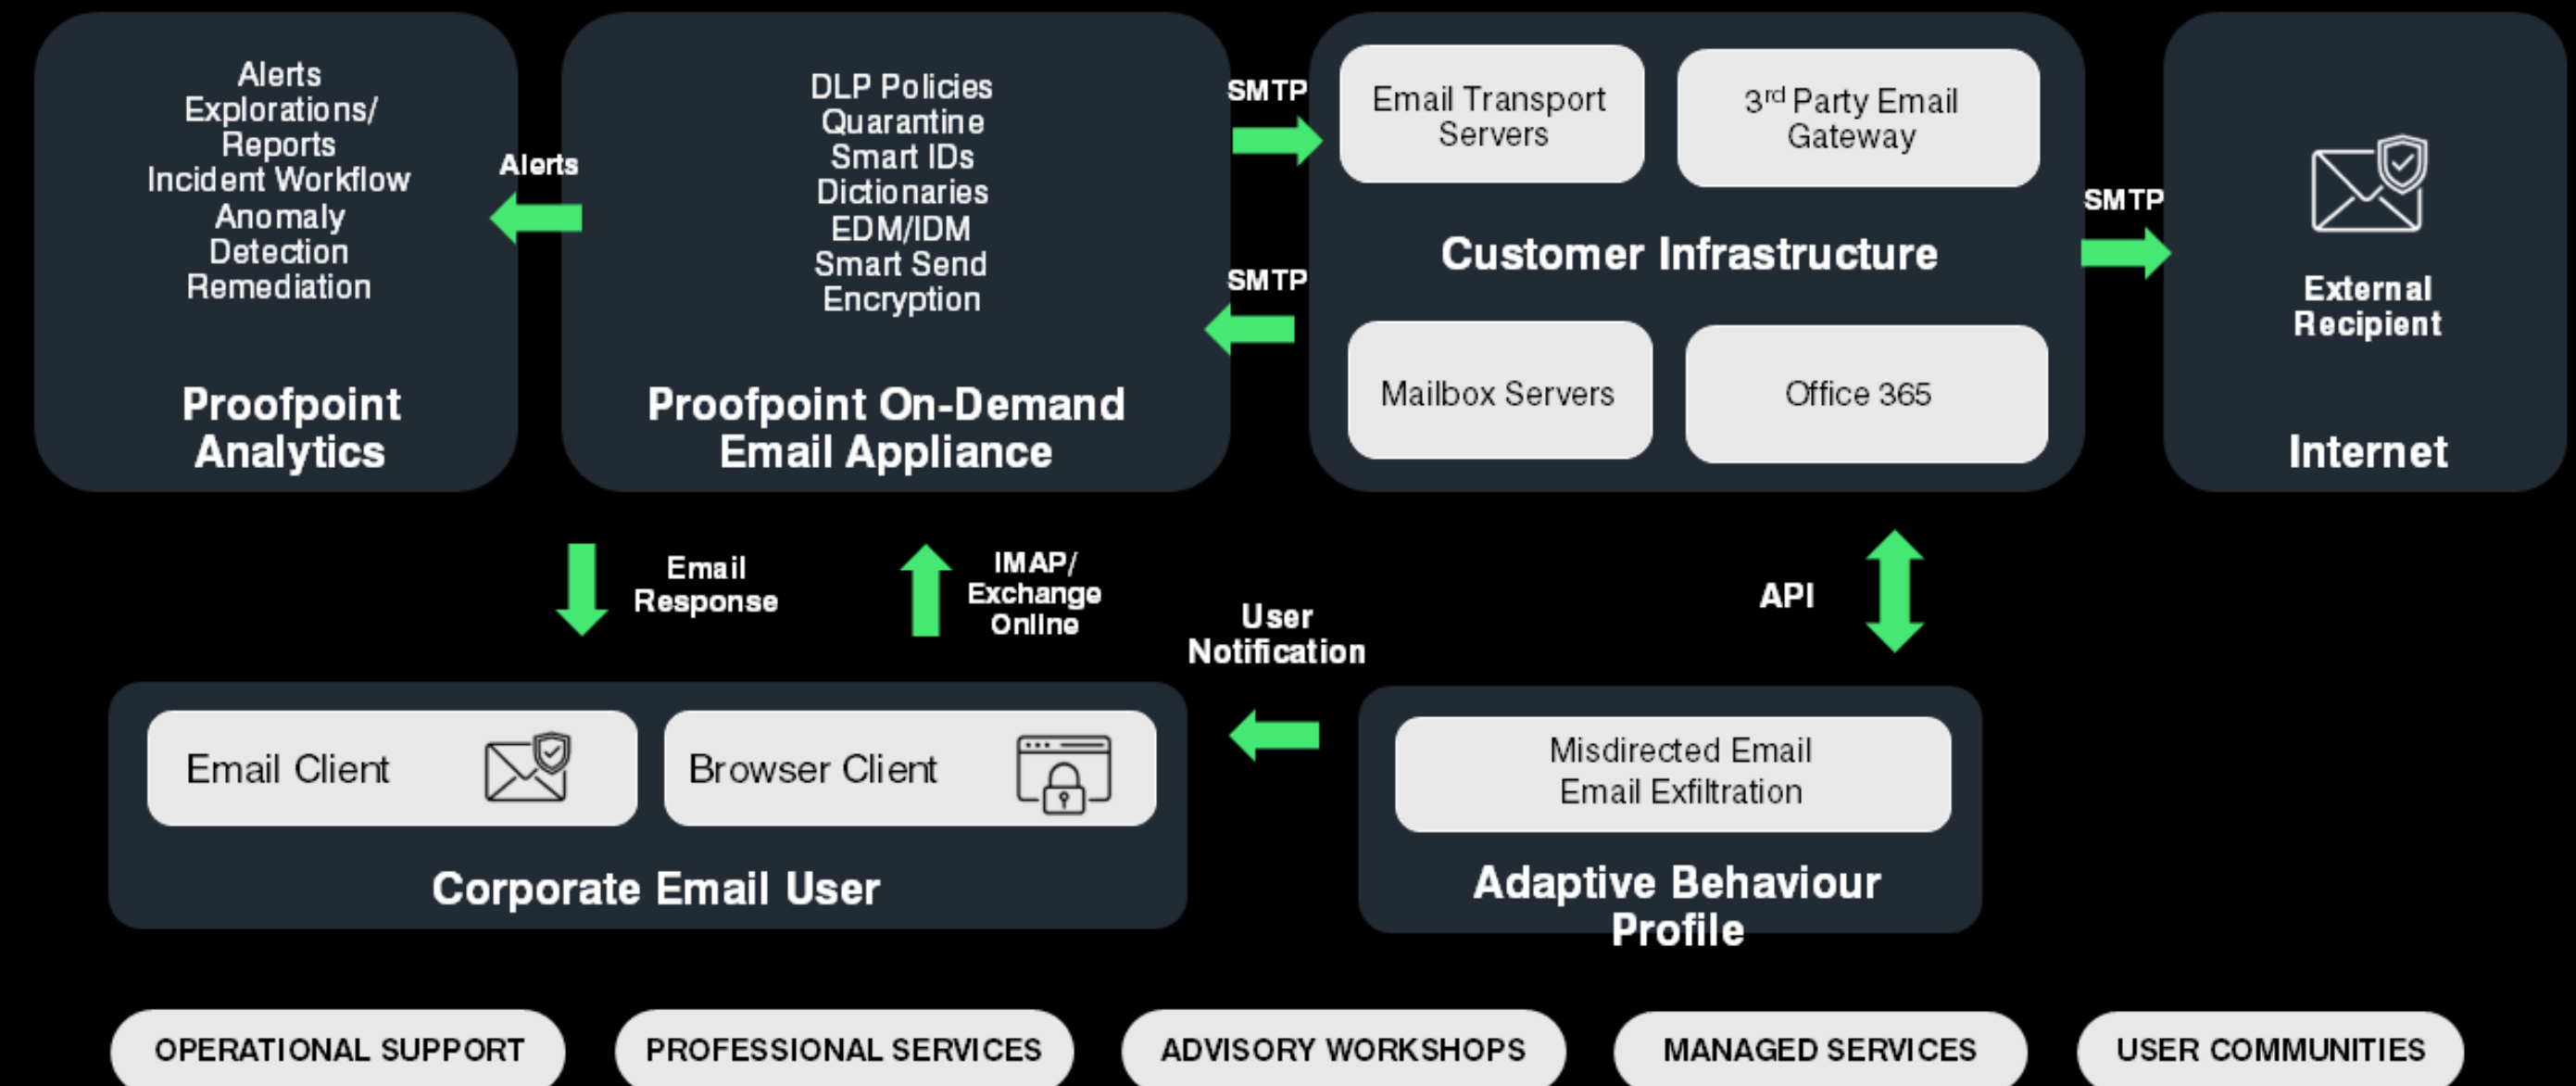 Alerts
Explorations/
Reports
Incident Workflow
Anomaly
Detection
Remediation
Proofpoint
Analytics
Alerts
DLP Policies
Quarantine
Smart IDs
Dictionaries
EDM/IDM
Smart Send
Encryption
Proofpoint On-Demand
Email Appliance
SMTP
SMTP
Email Transport
Servers
3rd Party Email
Gateway
Customer Infrastructure
Mailbox Servers
Office 365
SMTP
External
Recipient
Internet
Email
Response
IMAP/
Exchange
Online
User
Notification
API
Email Client
Browser Client
Corporate Email User
Misdirected Email
Email Exfiltration
Adaptive Behaviour
Profile
OPERATIONAL SUPPORT
PROFESSIONAL SERVICES
ADVISORY WORKSHOPS
MANAGED SERVICES
USER COMMUNITIES